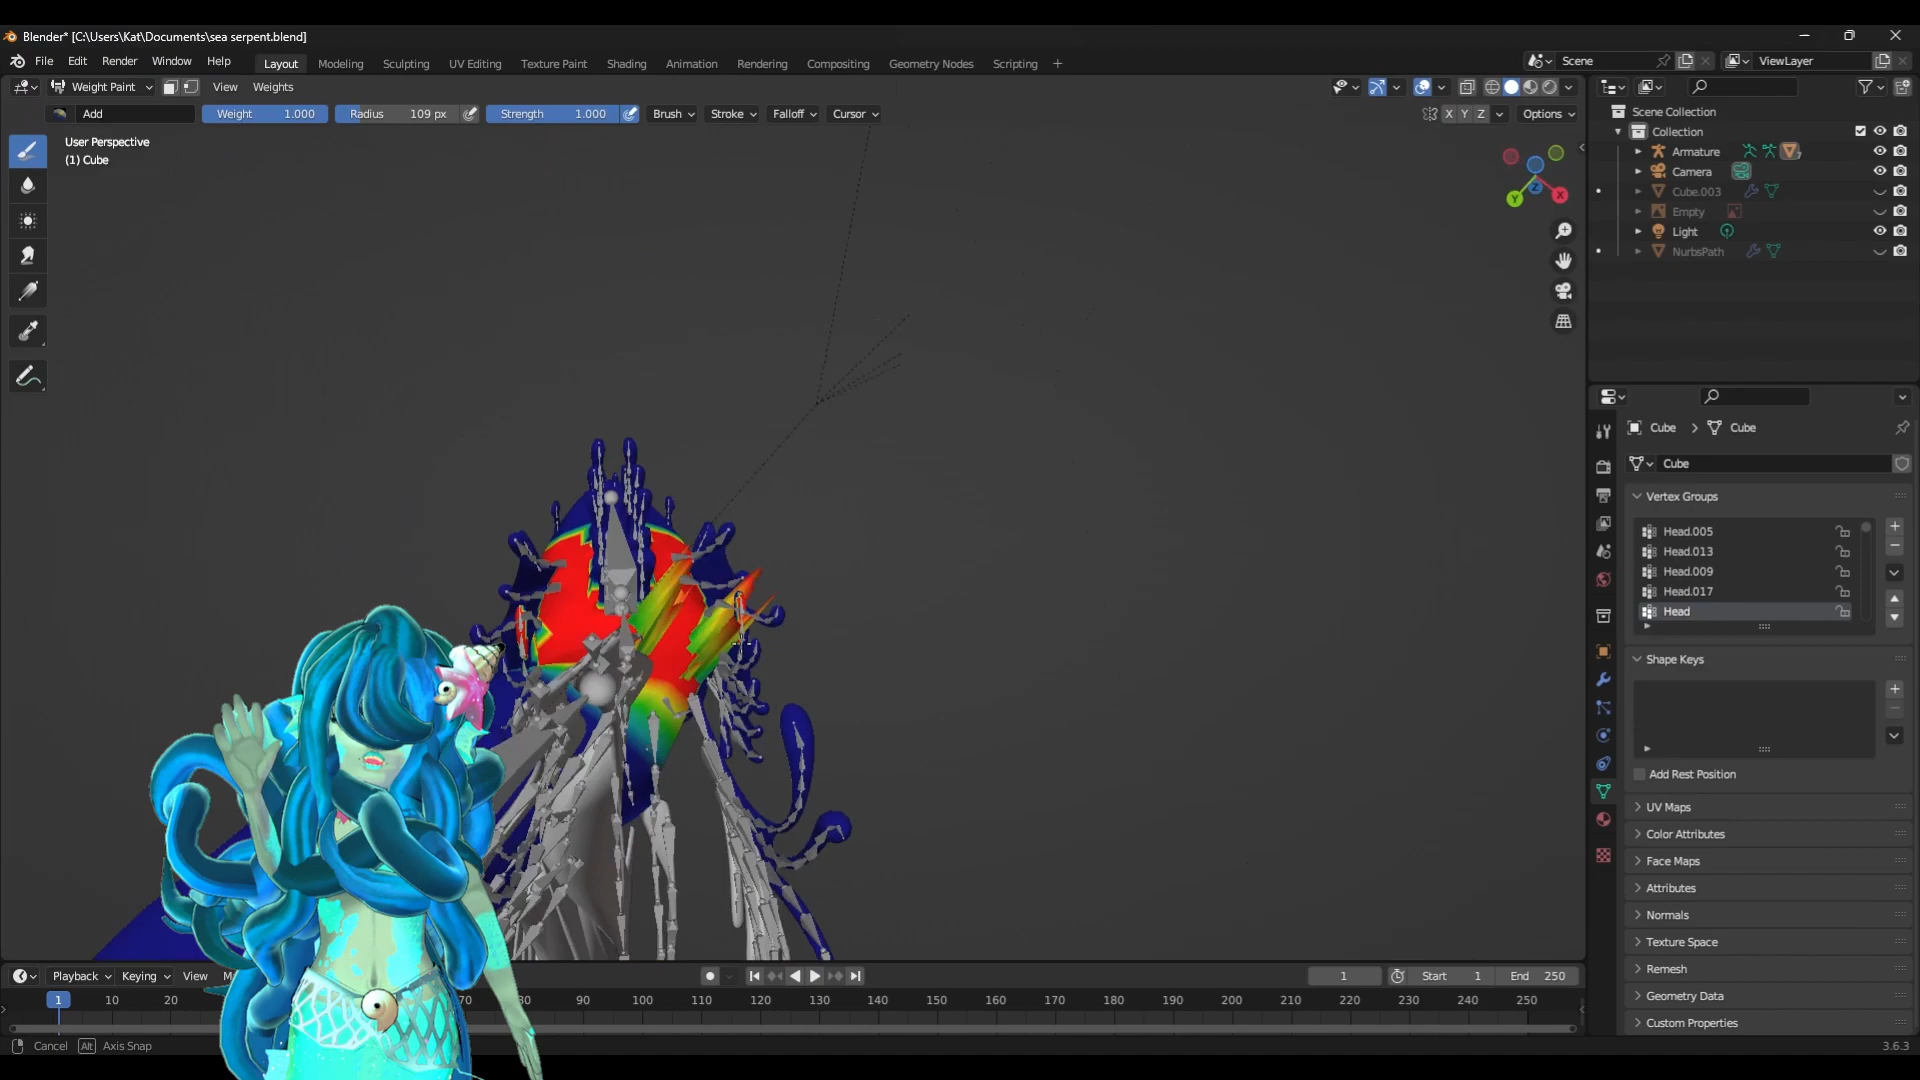 Blender* [C:\Users\Kat\Documents\sea serpent.blend]
File Edit Render Window Help Layout Modeling Sculpting UV Editing Texture Paint Shading Animation Rendering Compositing Geometry Nodes Scripting + Scene ViewLayer
Weight Paint View Weights
Add Weight 1.000 Radius 109 px Strength 1.000 Brush Stroke Falloff Cursor X Y Z Options
User Perspective
(1) Cube
Z
Y X
Scene Collection
Collection
Armature
Camera
Cube.003
Empty
Light
NurbsPath
Cube > Cube
Cube
Vertex Groups
Head.005
Head.013
Head.009
Head.017
Head
Shape Keys
Add Rest Position
UV Maps
Color Attributes
Face Maps
Attributes
Normals
Texture Space
Remesh
Geometry Data
Custom Properties
Playback Keying View M 1 Start 1 End 250
1 10 20 70 80 90 100 110 120 130 140 150 160 170 180 190 200 210 220 230 240 250
Cancel Alt Axis Snap 3.6.3